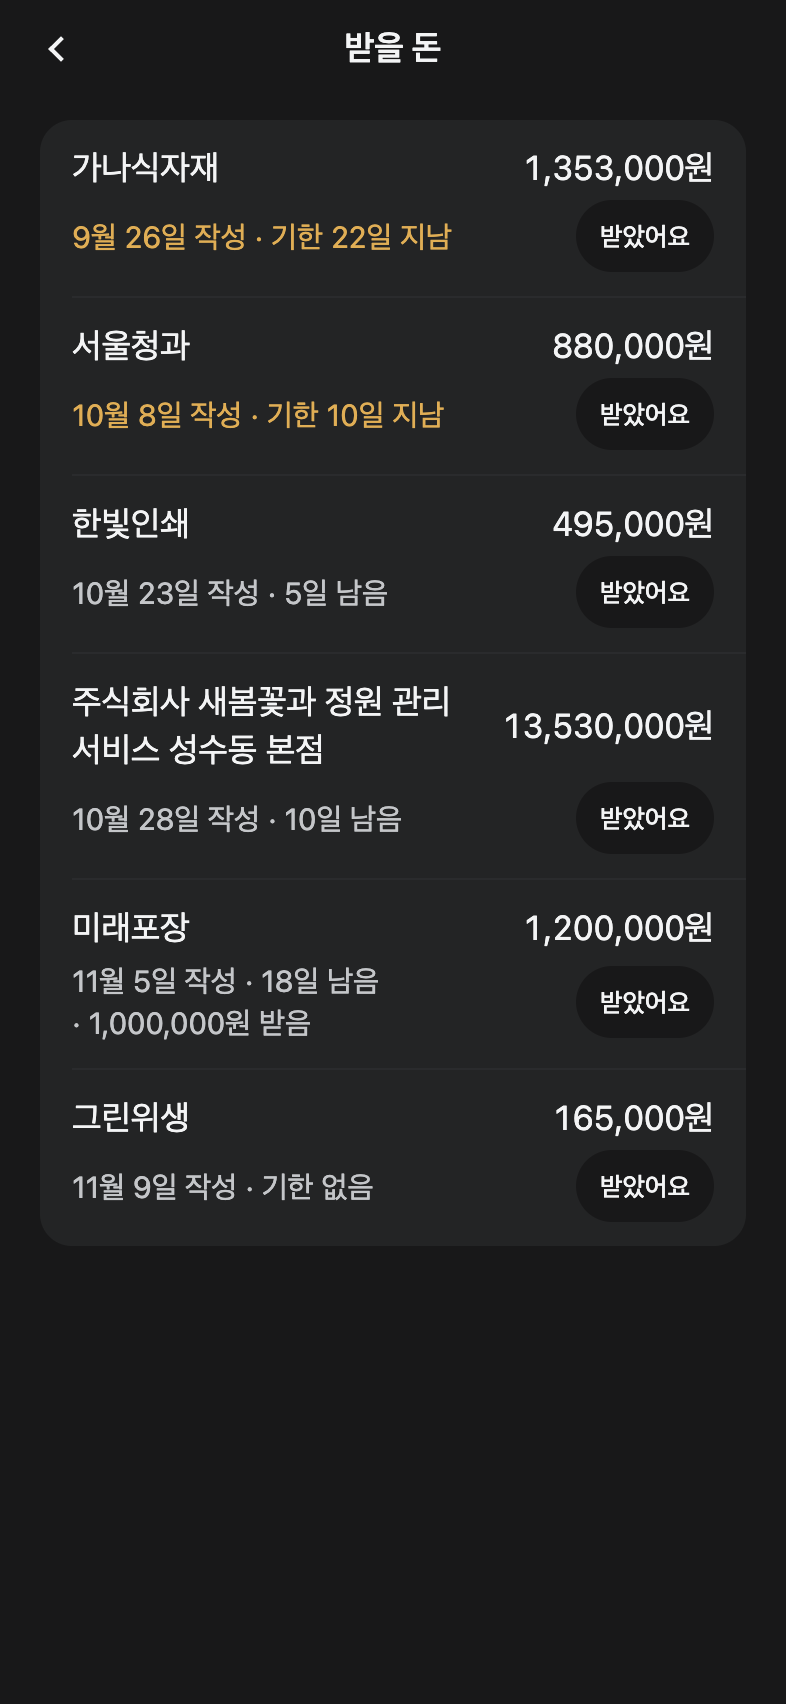 받을 돈
가나식자재 1,353,000원
9월 26일 작성 · 기한 22일 지남 받았어요
서울청과 880,000원
10월 8일 작성 · 기한 10일 지남 받았어요
한빛인쇄 495,000원
10월 23일 작성 · 5일 남음 받았어요
주식회사 새봄꽃과 정원 관리
서비스 성수동 본점 13,530,000원
10월 28일 작성 · 10일 남음 받았어요
미래포장 1,200,000원
11월 5일 작성 · 18일 남음
· 1,000,000원 받음 받았어요
그린위생 165,000원
11월 9일 작성 · 기한 없음 받았어요